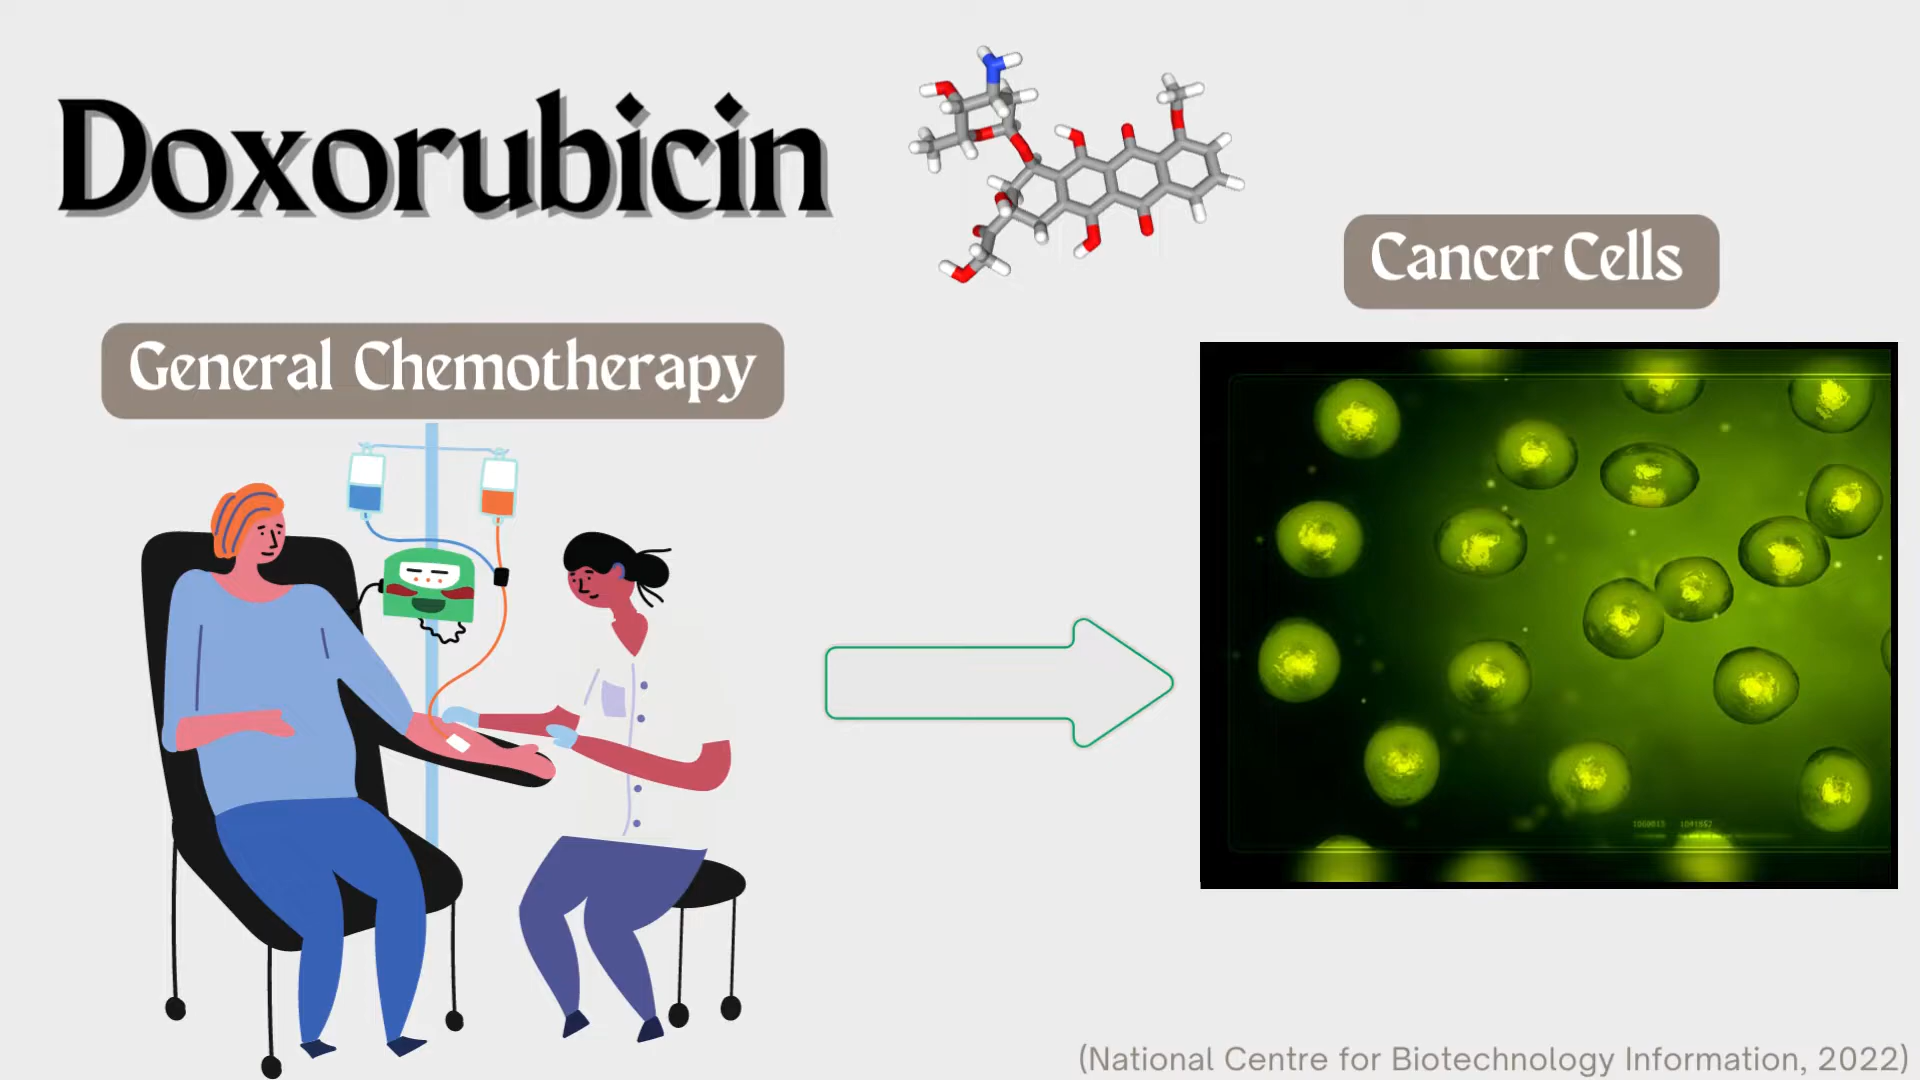 Doxorubicin
Cancer Cells
General Chemotherapy
(National Centre for Biotechnology Information, 2022)